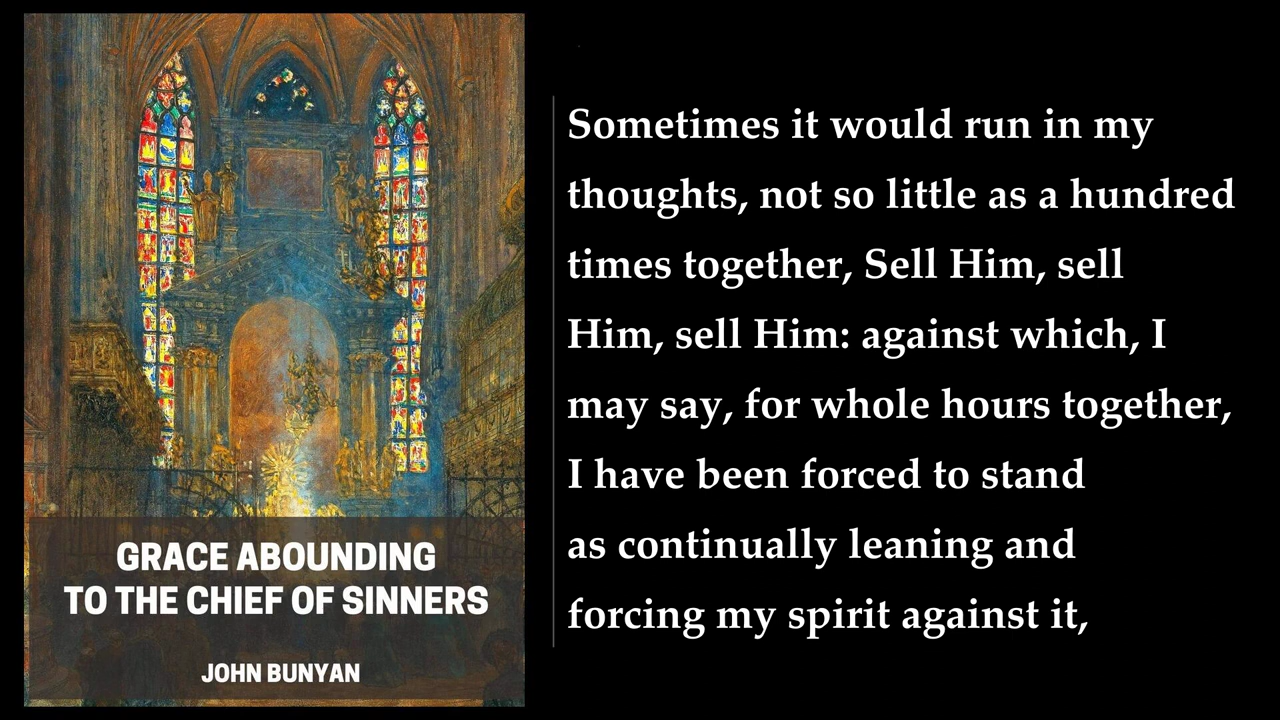 GRACE ABOUNDING
TO THE CHIEF OF SINNERS
JOHN BUNYAN
Sometimes it would run in my
thoughts, not so little as a hundred
times together, Sell Him, sell
Him, sell Him: against which, I
may say, for whole hours together,
I have been forced to stand
as continually leaning and
forcing my spirit against it,